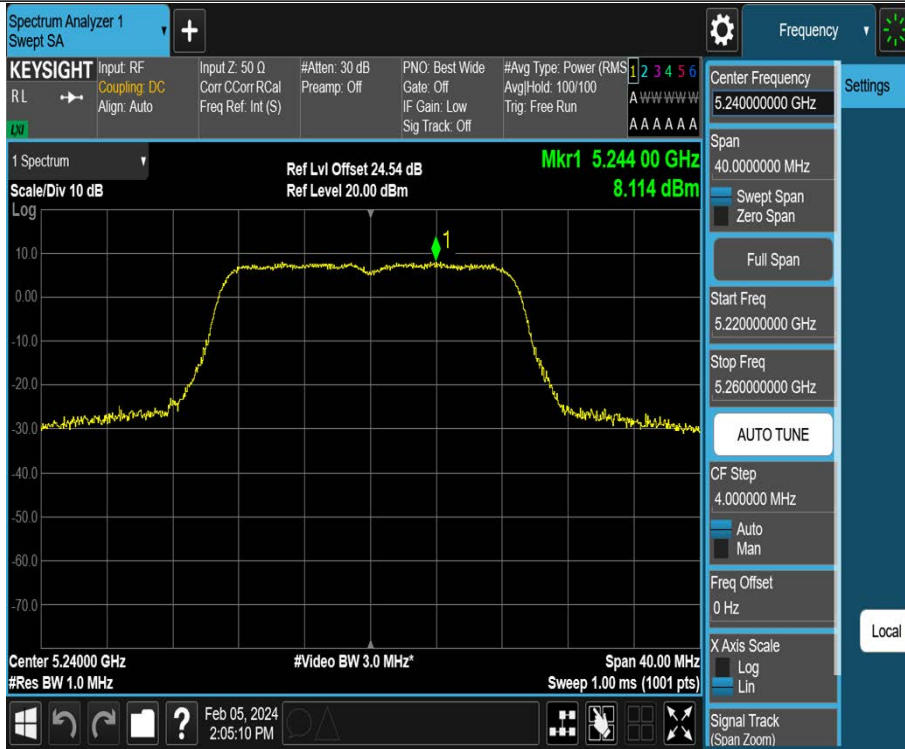 Spectrum Analyzer 1
Swept SA
+
Frequency
KEYSIGHT
R L
LXI
Input: RF
Coupling: DC
Align: Auto
Input Z: 50 Ω
Corr CCorr RCal
Freq Ref: Int (S)
#Atten: 30 dB
Preamp: Off
PNO: Best Wide
Gate: Off
IF Gain: Low
Sig Track: Off
#Avg Type: Power (RMS
Avg|Hold: 100/100
Trig: Free Run
1 2 3 4 5 6
A W W W W W
A A A A A A
1 Spectrum
Scale/Div 10 dB
Ref Lvl Offset 24.54 dB
Ref Level 20.00 dBm
Mkr1 5.244 00 GHz
8.114 dBm
Log
1
10.0
0.00
-10.0
-20.0
-30.0
-40.0
-50.0
-60.0
-70.0
Center 5.24000 GHz
#Res BW 1.0 MHz
#Video BW 3.0 MHz*
Span 40.00 MHz
Sweep 1.00 ms (1001 pts)
Center Frequency
5.240000000 GHz
Settings
Span
40.0000000 MHz
Swept Span
Zero Span
Full Span
Start Freq
5.220000000 GHz
Stop Freq
5.260000000 GHz
AUTO TUNE
CF Step
4.000000 MHz
Auto
Man
Freq Offset
0 Hz
Local
X Axis Scale
Log
Lin
Signal Track
(Span Zoom)
?
Feb 05, 2024
2:05:10 PM